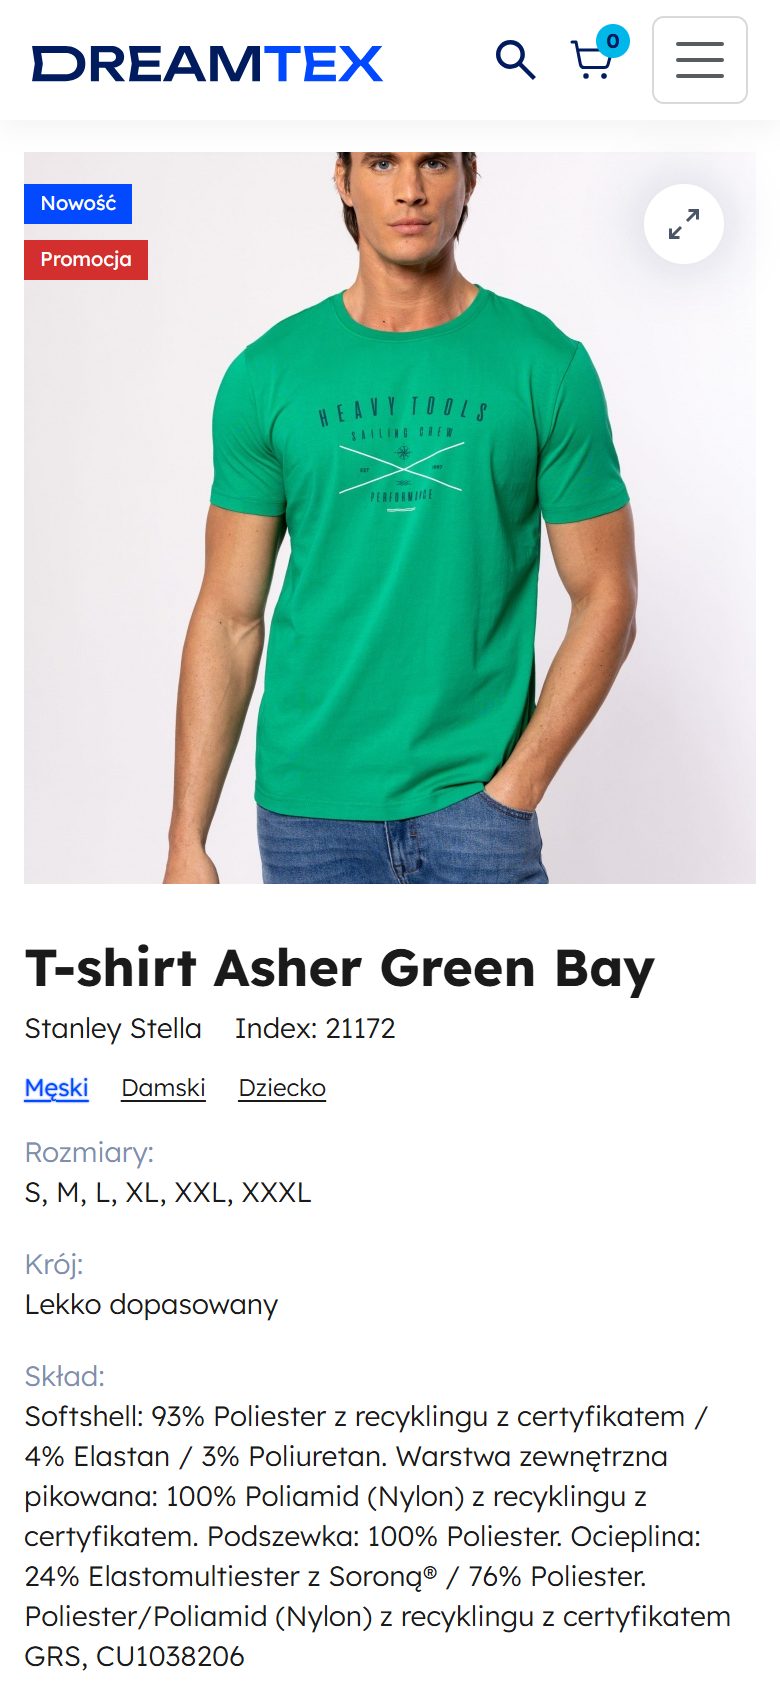 DREAMTEX
0
Nowość
Promocja
HEAVY TOOLS
SAILING CREW
EST 1997
PERFORMANCE
T-shirt Asher Green Bay
Stanley Stella Index: 21172
Męski Damski Dziecko
Rozmiary:
S, M, L, XL, XXL, XXXL
Krój:
Lekko dopasowany
Skład:
Softshell: 93% Poliester z recyklingu z certyfikatem /
4% Elastan / 3% Poliuretan. Warstwa zewnętrzna
pikowana: 100% Poliamid (Nylon) z recyklingu z
certyfikatem. Podszewka: 100% Poliester. Ocieplina:
24% Elastomultiester z Soroną® / 76% Poliester.
Poliester/Poliamid (Nylon) z recyklingu z certyfikatem
GRS, CU1038206